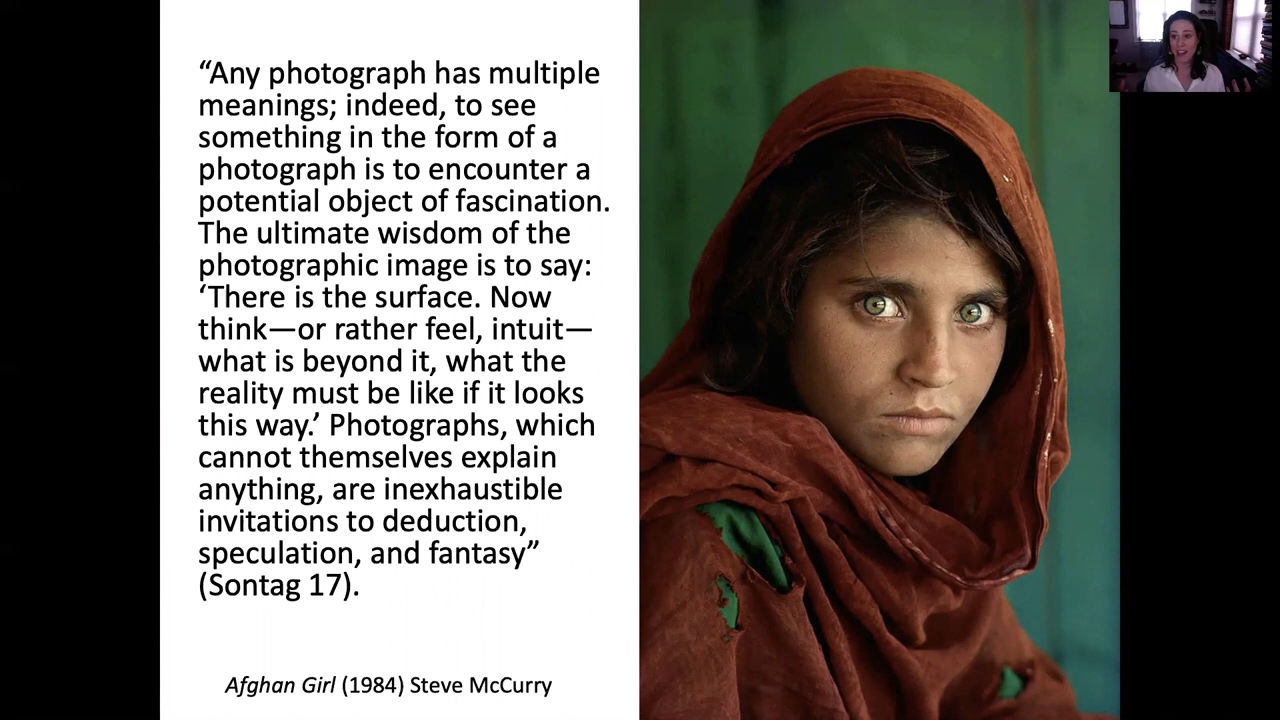 “Any photograph has multiple
meanings; indeed, to see
something in the form of a
photograph is to encounter a
potential object of fascination.
The ultimate wisdom of the
photographic image is to say:
‘There is the surface. Now
think—or rather feel, intuit—
what is beyond it, what the
reality must be like if it looks
this way.’ Photographs, which
cannot themselves explain
anything, are inexhaustible
invitations to deduction,
speculation, and fantasy”
(Sontag 17).
Afghan Girl (1984) Steve McCurry